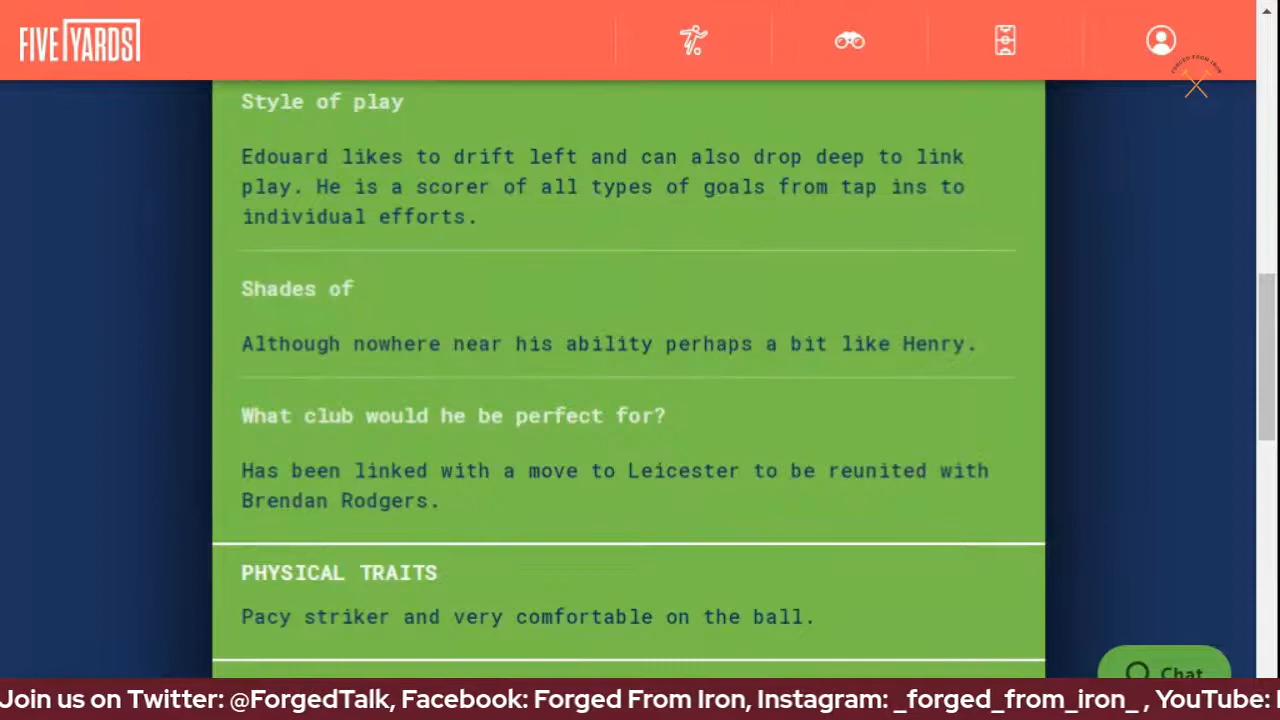 FIVE YARDS
FORGED FROM IRON
Style of play
Edouard likes to drift left and can also drop deep to link
play. He is a scorer of all types of goals from tap ins to
individual efforts.
Shades of
Although nowhere near his ability perhaps a bit like Henry.
What club would he be perfect for?
Has been linked with a move to Leicester to be reunited with
Brendan Rodgers.
PHYSICAL TRAITS
Pacy striker and very comfortable on the ball.
Chat
Join us on Twitter: @ForgedTalk, Facebook: Forged From Iron, Instagram: _forged_from_iron_ , YouTube: